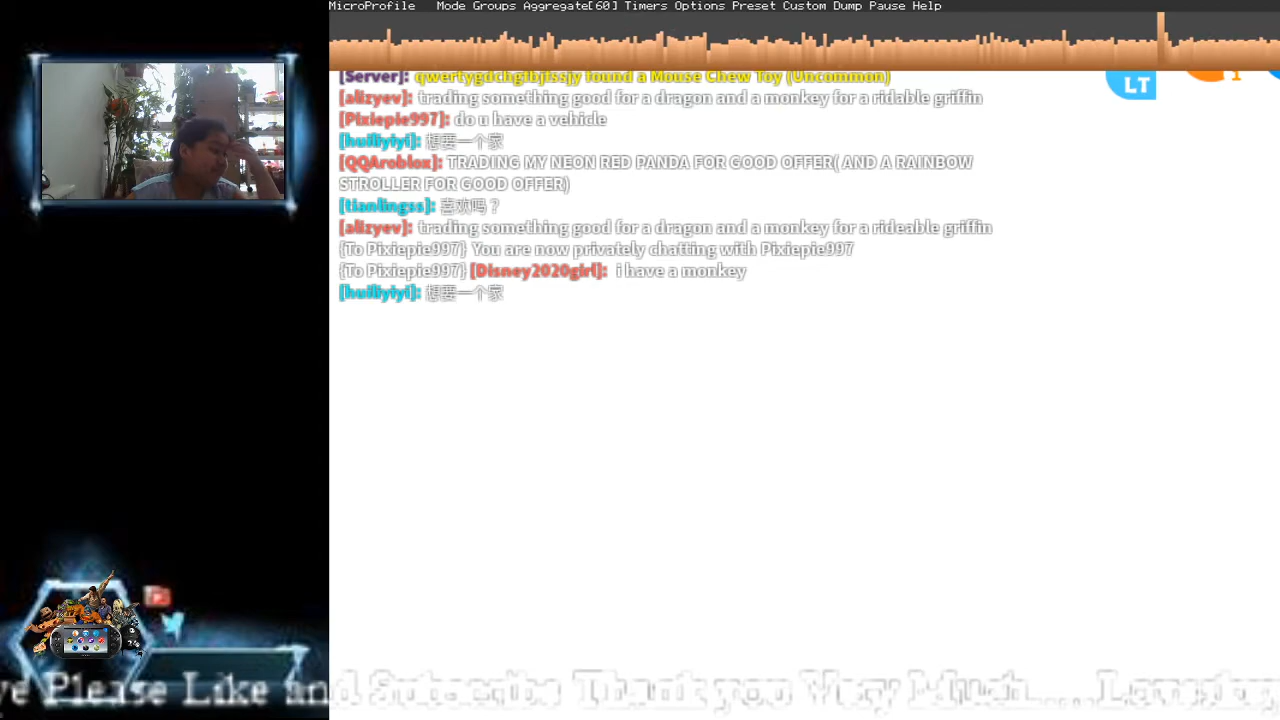 MicroProfile Mode Groups Aggregate[60] Timers Options Preset Custom Dump Pause Help
[Server]: qwertygdchgfbjfssjy found a Mouse Chew Toy (Uncommon)
LT 1
[alizyev]: trading something good for a dragon and a monkey for a ridable griffin
[Pixiepie997]: do u have a vehicle
[huiliyiyi]: 想要一个家
[QQAroblox]: TRADING MY NEON RED PANDA FOR GOOD OFFER( AND A RAINBOW
STROLLER FOR GOOD OFFER)
[tianlingss]: 喜欢吗？
[alizyev]: trading something good for a dragon and a monkey for a rideable griffin
{To Pixiepie997} You are now privately chatting with Pixiepie997
{To Pixiepie997} [Disney2020girl]: i have a monkey
[huiliyiyi]: 想要一个家
ve Please Like and Subscribe Thank you Very Much....